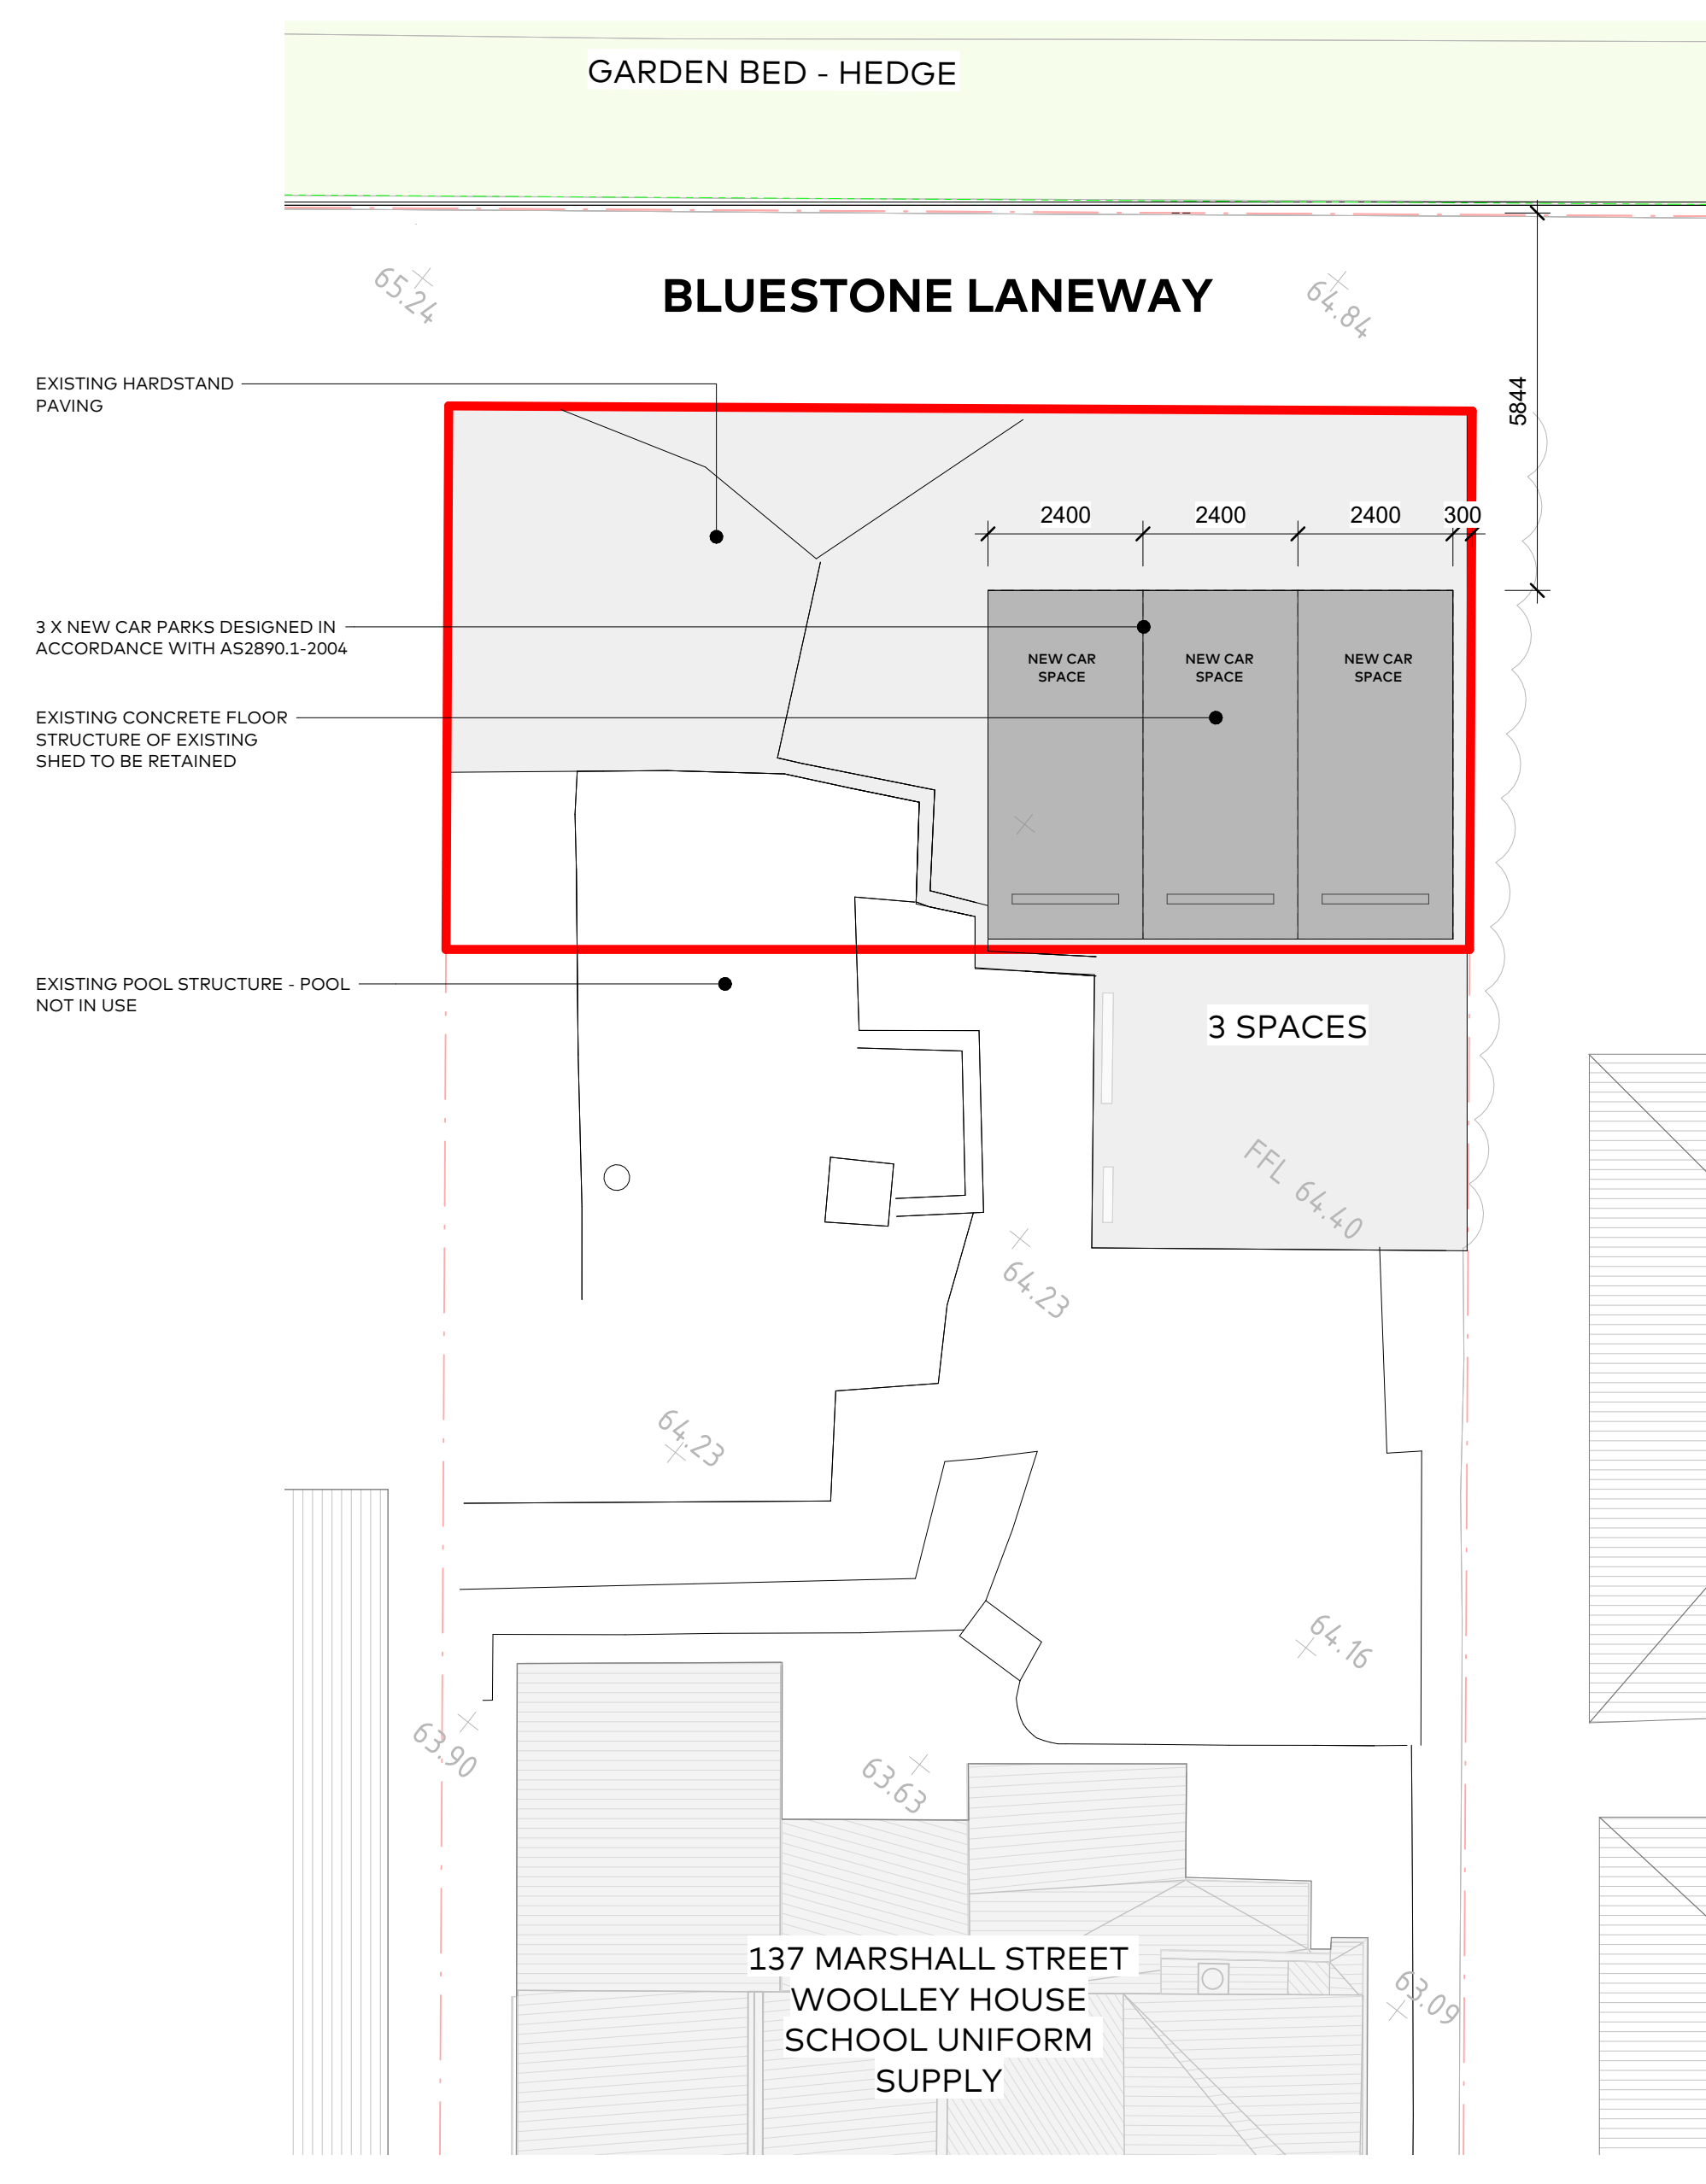 GARDEN BED - HEDGE
BLUESTONE LANEWAY
65.24
64.84
EXISTING HARDSTAND
PAVING
5844
2400
2400
2400
300
3 X NEW CAR PARKS DESIGNED IN
ACCORDANCE WITH AS2890.1-2004
NEW CAR
SPACE
NEW CAR
SPACE
NEW CAR
SPACE
EXISTING CONCRETE FLOOR
STRUCTURE OF EXISTING
SHED TO BE RETAINED
EXISTING POOL STRUCTURE - POOL
NOT IN USE
3 SPACES
FFL 64.40
64.23
64.23
64.16
63.90
63.63
137 MARSHALL STREET
WOOLLEY HOUSE
SCHOOL UNIFORM
SUPPLY
63.09